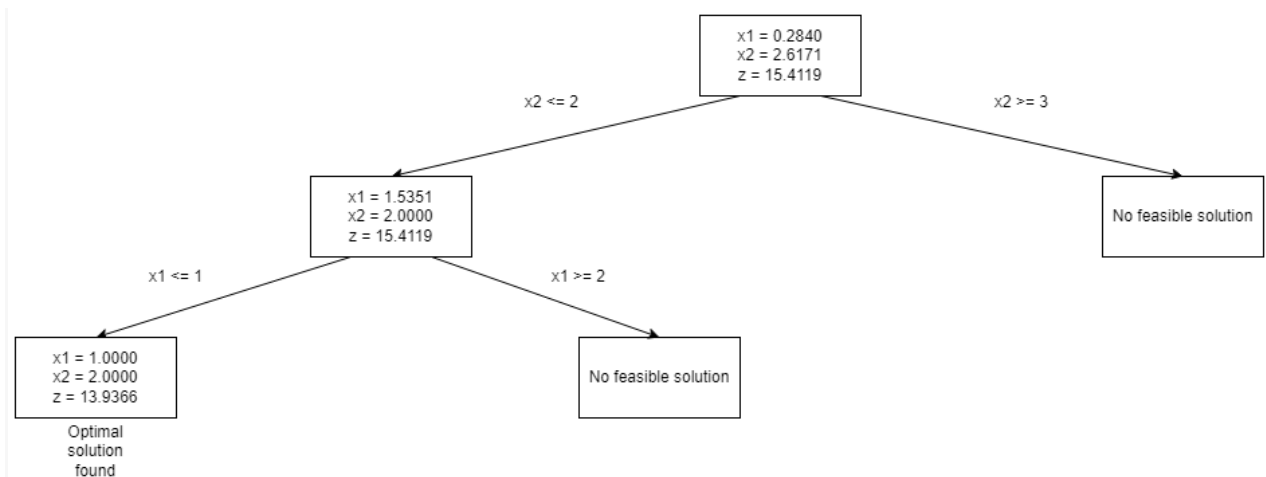 x1 = 0.2840
x2 = 2.6171
z = 15.4119
x2 <= 2
x2 >= 3
x1 = 1.5351
x2 = 2.0000
z = 15.4119
No feasible solution
x1 <= 1
x1 >= 2
x1 = 1.0000
x2 = 2.0000
z = 13.9366
No feasible solution
Optimal
solution
found